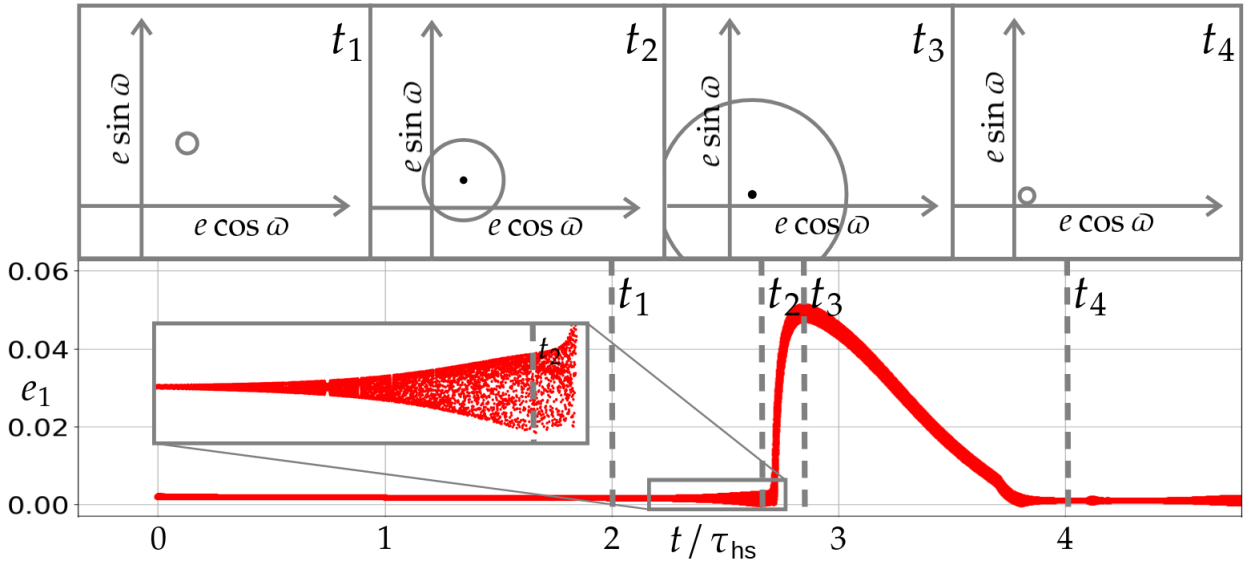 t₁
t₂
t₃
t₄
e sin ϖ
e sin ϖ
e sin ϖ
e sin ϖ
e cos ϖ
e cos ϖ
e cos ϖ
e cos ϖ
0.06
t₁
t₂
t₃
t₄
0.04
t₂
e₁
0.02
0.00
0
1
2
t / τhs
3
4